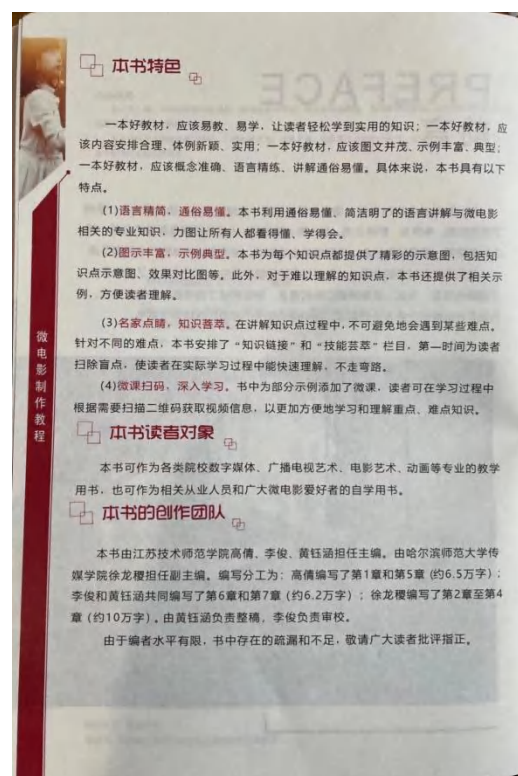 本书特色
一本好教材，应该易教、易学，让读者轻松学到实用的知识；一本好教材，应
该内容安排合理、体例新颖、实用；一本好教材，应该图文并茂、示例丰富、典型；
一本好教材，应该概念准确、语言精练、讲解通俗易懂。具体来说，本书具有以下
特点。
(1)语言精简，通俗易懂。本书利用通俗易懂、简洁明了的语言讲解与微电影
相关的专业知识，力图让所有人都看得懂、学得会。
(2)图示丰富，示例典型。本书为每个知识点都提供了精彩的示意图，包括知
识点示意图、效果对比图等。此外，对于难以理解的知识点，本书还提供了相关示
例，方便读者理解。
(3)名家点睛，知识荟萃。在讲解知识点过程中，不可避免地会遇到某些难点。
针对不同的难点，本书安排了“知识链接”和“技能芸萃”栏目，第一时间为读者
扫除盲点，使读者在实际学习过程中能快速理解，不走弯路。
(4)微课扫码，深入学习。书中为部分示例添加了微课，读者可在学习过程中
根据需要扫描二维码获取视频信息，以更加方便地学习和理解重点、难点知识。
本书读者对象
本书可作为各类院校数字媒体、广播电视艺术、电影艺术、动画等专业的教学
用书，也可作为相关从业人员和广大微电影爱好者的自学用书。
本书的创作团队
本书由江苏技术师范学院高倩、李俊、黄钰涵担任主编。由哈尔滨师范大学传
媒学院徐龙稷担任副主编。编写分工为：高倩编写了第1章和第5章（约6.5万字）；
李俊和黄钰涵共同编写了第6章和第7章（约6.2万字）；徐龙稷编写了第2章至第4
章（约10万字）。由黄钰涵负责整稿，李俊负责审校。
由于编者水平有限，书中存在的疏漏和不足，敬请广大读者批评指正。
微电影制作教程
PREFACE